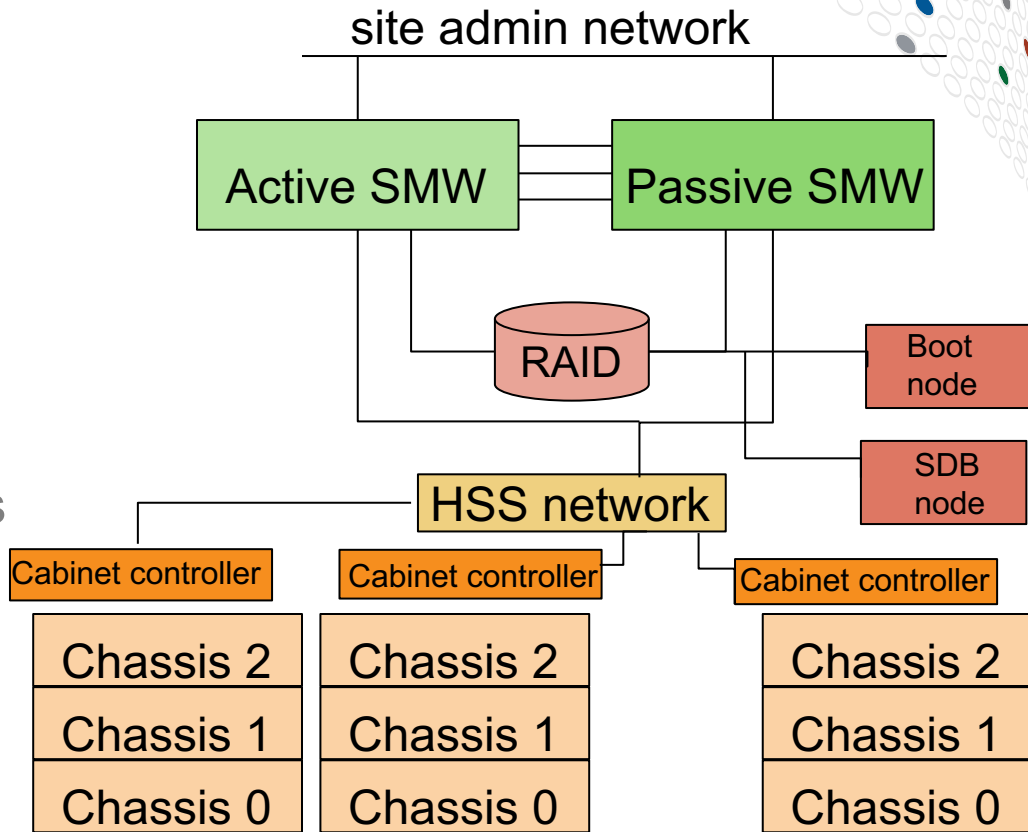 site admin network
Active SMW
Passive SMW
RAID
Boot
node
SDB
node
s
HSS network
Cabinet controller
Cabinet controller
Cabinet controller
Chassis 2
Chassis 2
Chassis 2
Chassis 1
Chassis 1
Chassis 1
Chassis 0
Chassis 0
Chassis 0